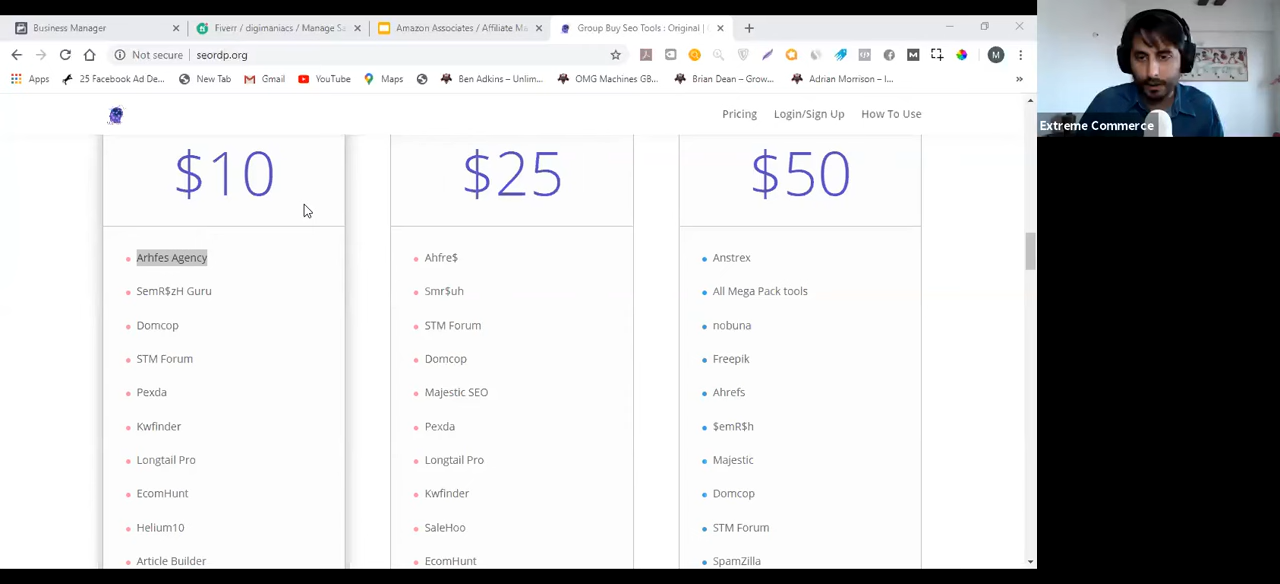 Business Manager
Fiverr / digimaniacs / Manage Sa
Amazon Associates / Affiliate Ma
Group Buy Seo Tools : Original |
Not secure
seordp.org
Apps
25 Facebook Ad De...
New Tab
Gmail
YouTube
Maps
Ben Adkins – Unlim...
OMG Machines GB...
Brian Dean – Grow...
Adrian Morrison – I...
Extreme Commerce
Pricing
Login/Sign Up
How To Use
$10
$25
$50
Arhfes Agency
Ahfre$
Anstrex
SemR$zH Guru
Smr$uh
All Mega Pack tools
Domcop
STM Forum
nobuna
STM Forum
Domcop
Freepik
Pexda
Majestic SEO
Ahrefs
Kwfinder
Pexda
$emR$h
Longtail Pro
Longtail Pro
Majestic
EcomHunt
Kwfinder
Domcop
Helium10
SaleHoo
STM Forum
Article Builder
EcomHunt
SpamZilla